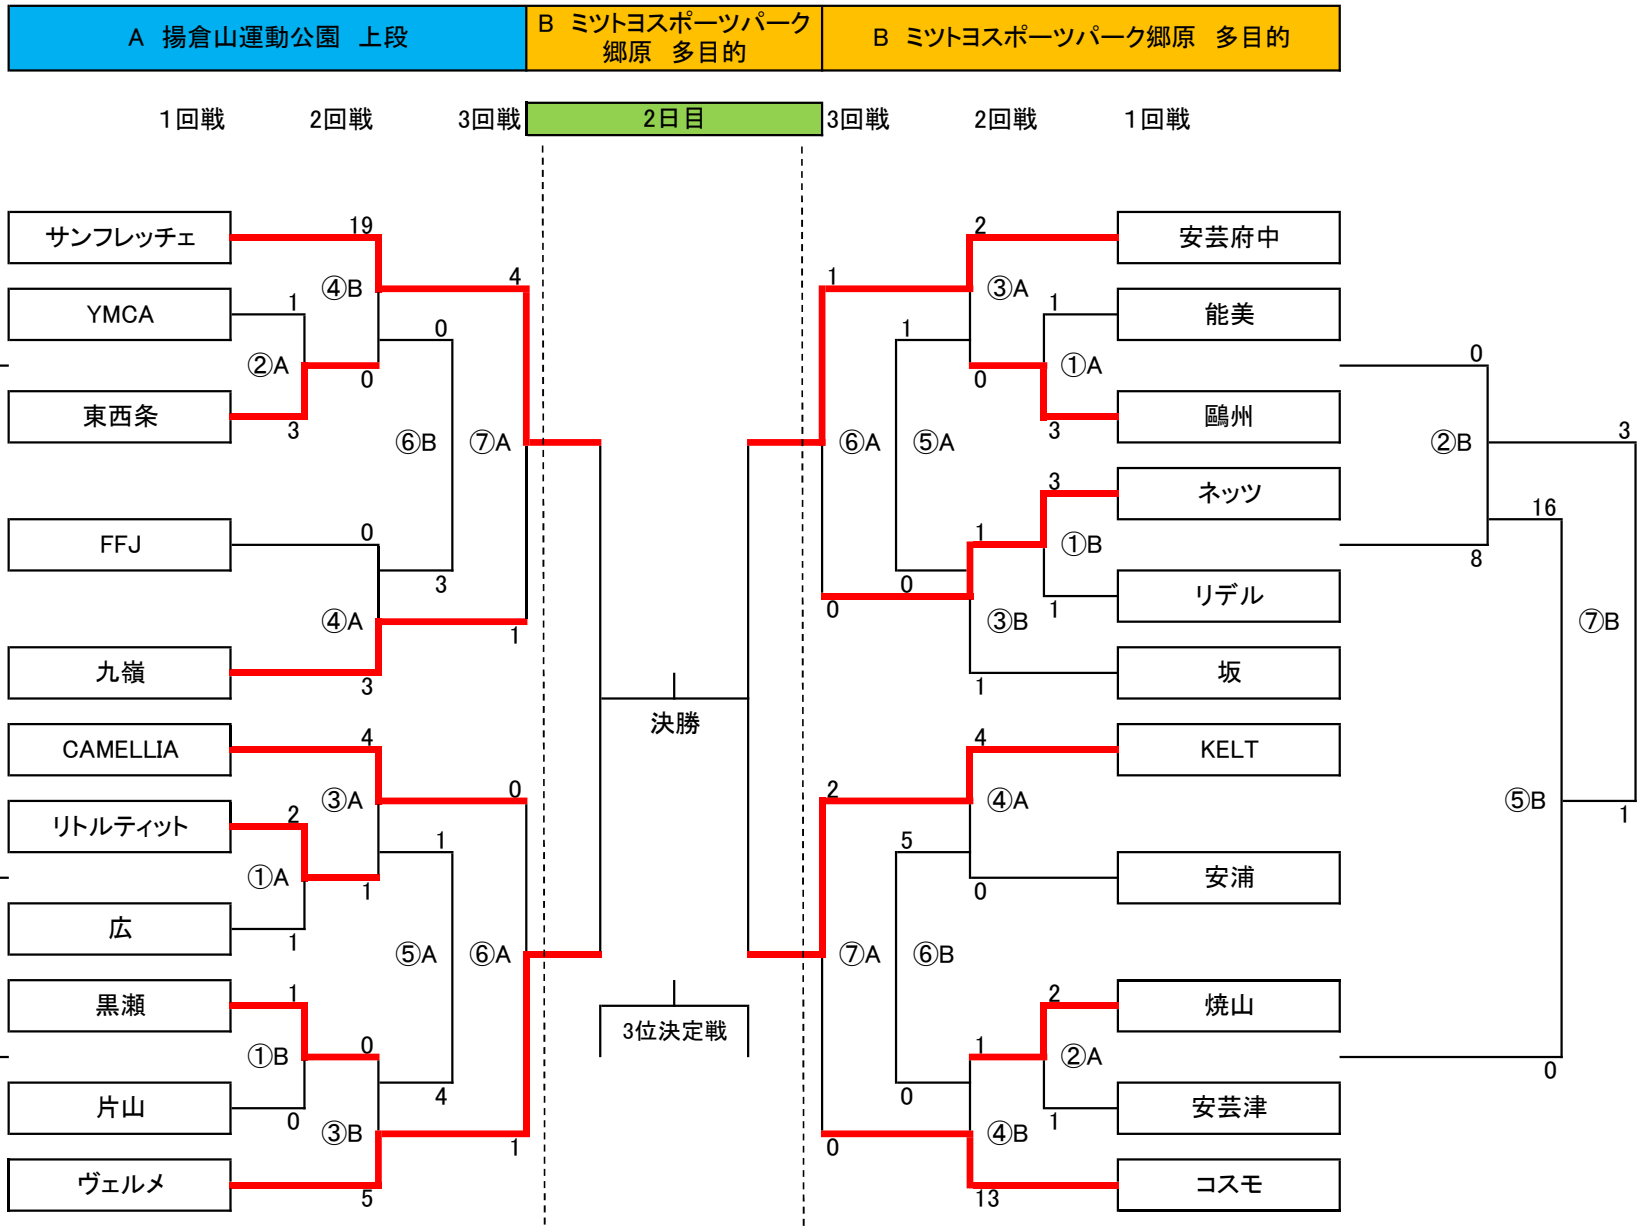 A 揚倉山運動公園 上段
B ミツトヨスポーツパーク
郷原 多目的
B ミツトヨスポーツパーク郷原 多目的
1回戦 2回戦 3回戦 2日目 3回戦 2回戦 1回戦
サンフレッチェ 19 2 安芸府中
4 1
④B ③A
YMCA 1 1 能美
0 1
②A 0 0 ①A 0
東西条 3 3 鷗州
⑥B ⑦A ⑥A ⑤A ②B 3
3 ネッツ
16
FFJ 0 1 ①B
8
3 0 リデル
0 1
④A 1 ③B ⑦B
九嶺 3 1 坂
決勝
CAMELLIA 4 4 KELT
0 2
③A ④A ⑤B
リトルティット 2 1
1 5
①A 1 0 安浦
広 1
⑤A ⑥A ⑦A ⑥B
黒瀬 1 2 焼山
3位決定戦
0 1
①B ②A
0
4 0
片山 0 1 安芸津
③B 1 0 ④B
ヴェルメ 5 13 コスモ